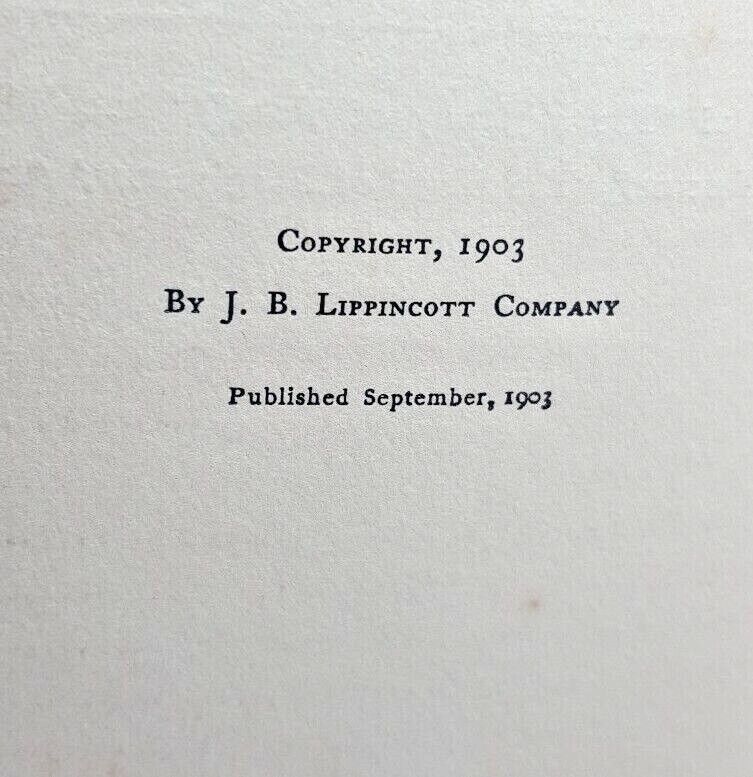 Copyright, 1903
By J. B. Lippincott Company
Published September, 1903